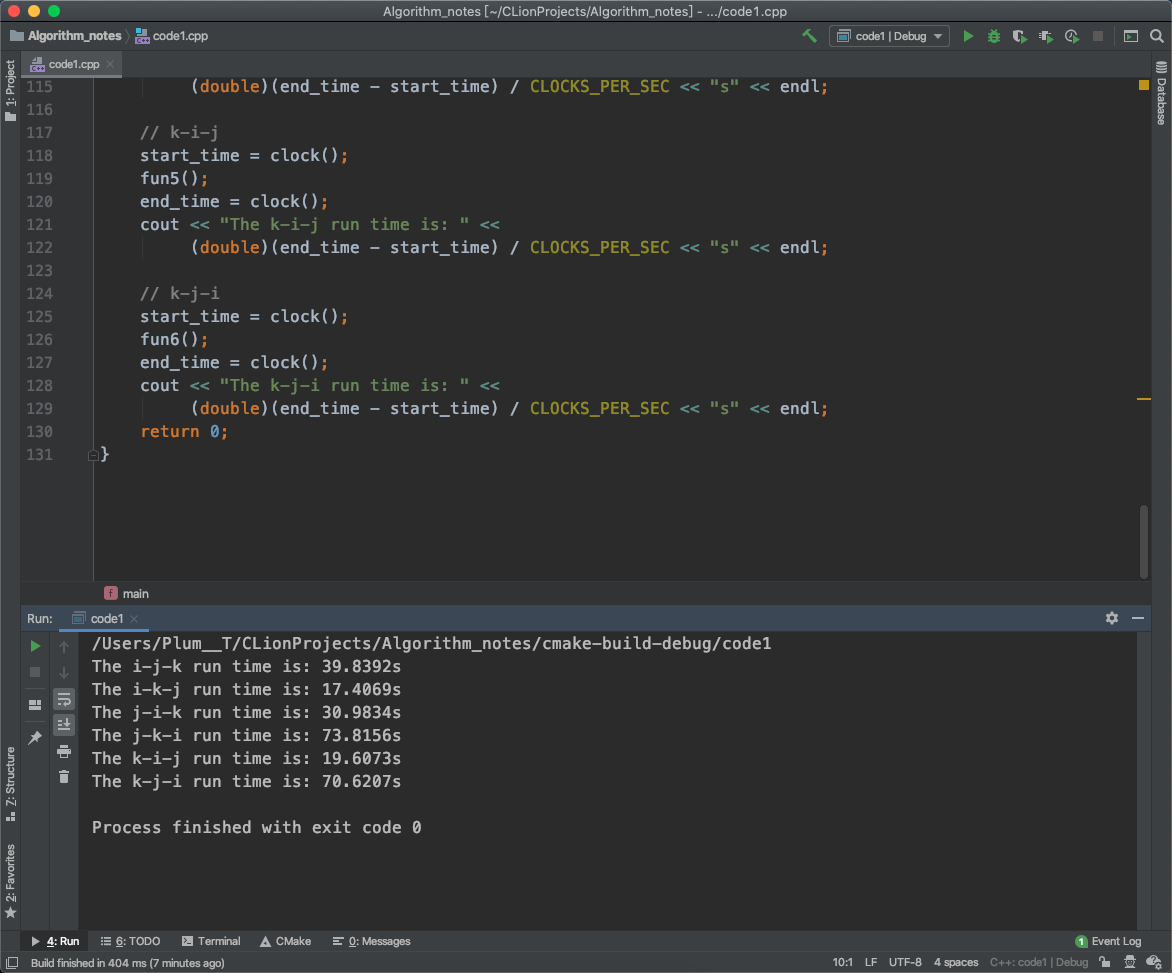 Algorithm_notes [~/CLionProjects/Algorithm_notes] - .../code1.cpp
Algorithm_notes code1.cpp code1 | Debug
1: Project
code1.cpp
Database
115 (double)(end_time - start_time) / CLOCKS_PER_SEC << "s" << endl;
116
117 // k-i-j
118 start_time = clock();
119 fun5();
120 end_time = clock();
121 cout << "The k-i-j run time is: " <<
122 (double)(end_time - start_time) / CLOCKS_PER_SEC << "s" << endl;
123
124 // k-j-i
125 start_time = clock();
126 fun6();
127 end_time = clock();
128 cout << "The k-j-i run time is: " <<
129 (double)(end_time - start_time) / CLOCKS_PER_SEC << "s" << endl;
130 return 0;
131 }
f main
Run: code1
/Users/Plum__T/CLionProjects/Algorithm_notes/cmake-build-debug/code1
The i-j-k run time is: 39.8392s
The i-k-j run time is: 17.4069s
The j-i-k run time is: 30.9834s
The j-k-i run time is: 73.8156s
The k-i-j run time is: 19.6073s
The k-j-i run time is: 70.6207s
Process finished with exit code 0
Z: Structure
2: Favorites
4: Run 6: TODO Terminal CMake 0: Messages 1 Event Log
Build finished in 404 ms (7 minutes ago) 10:1 LF UTF-8 4 spaces C++: code1 | Debug